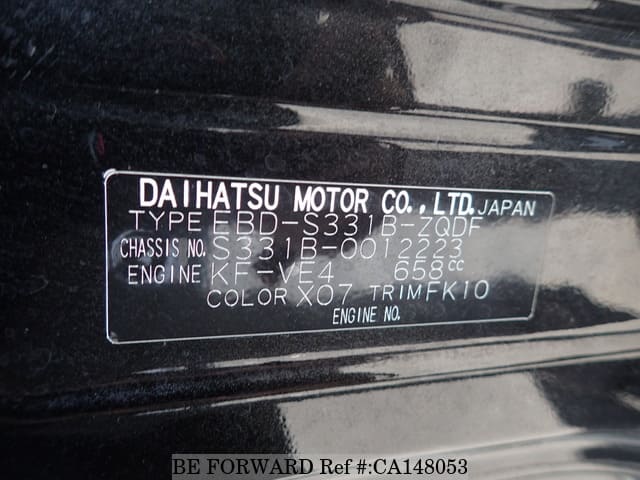 DAIHATSU MOTOR CO., LTD. JAPAN
TYPE EBD-S331B-ZQDF
CHASSIS NO. S331B-0012223
ENGINE KF-VE4 658cc
COLOR X07 TRIM FK10
ENGINE NO.
BE FORWARD Ref #:CA148053